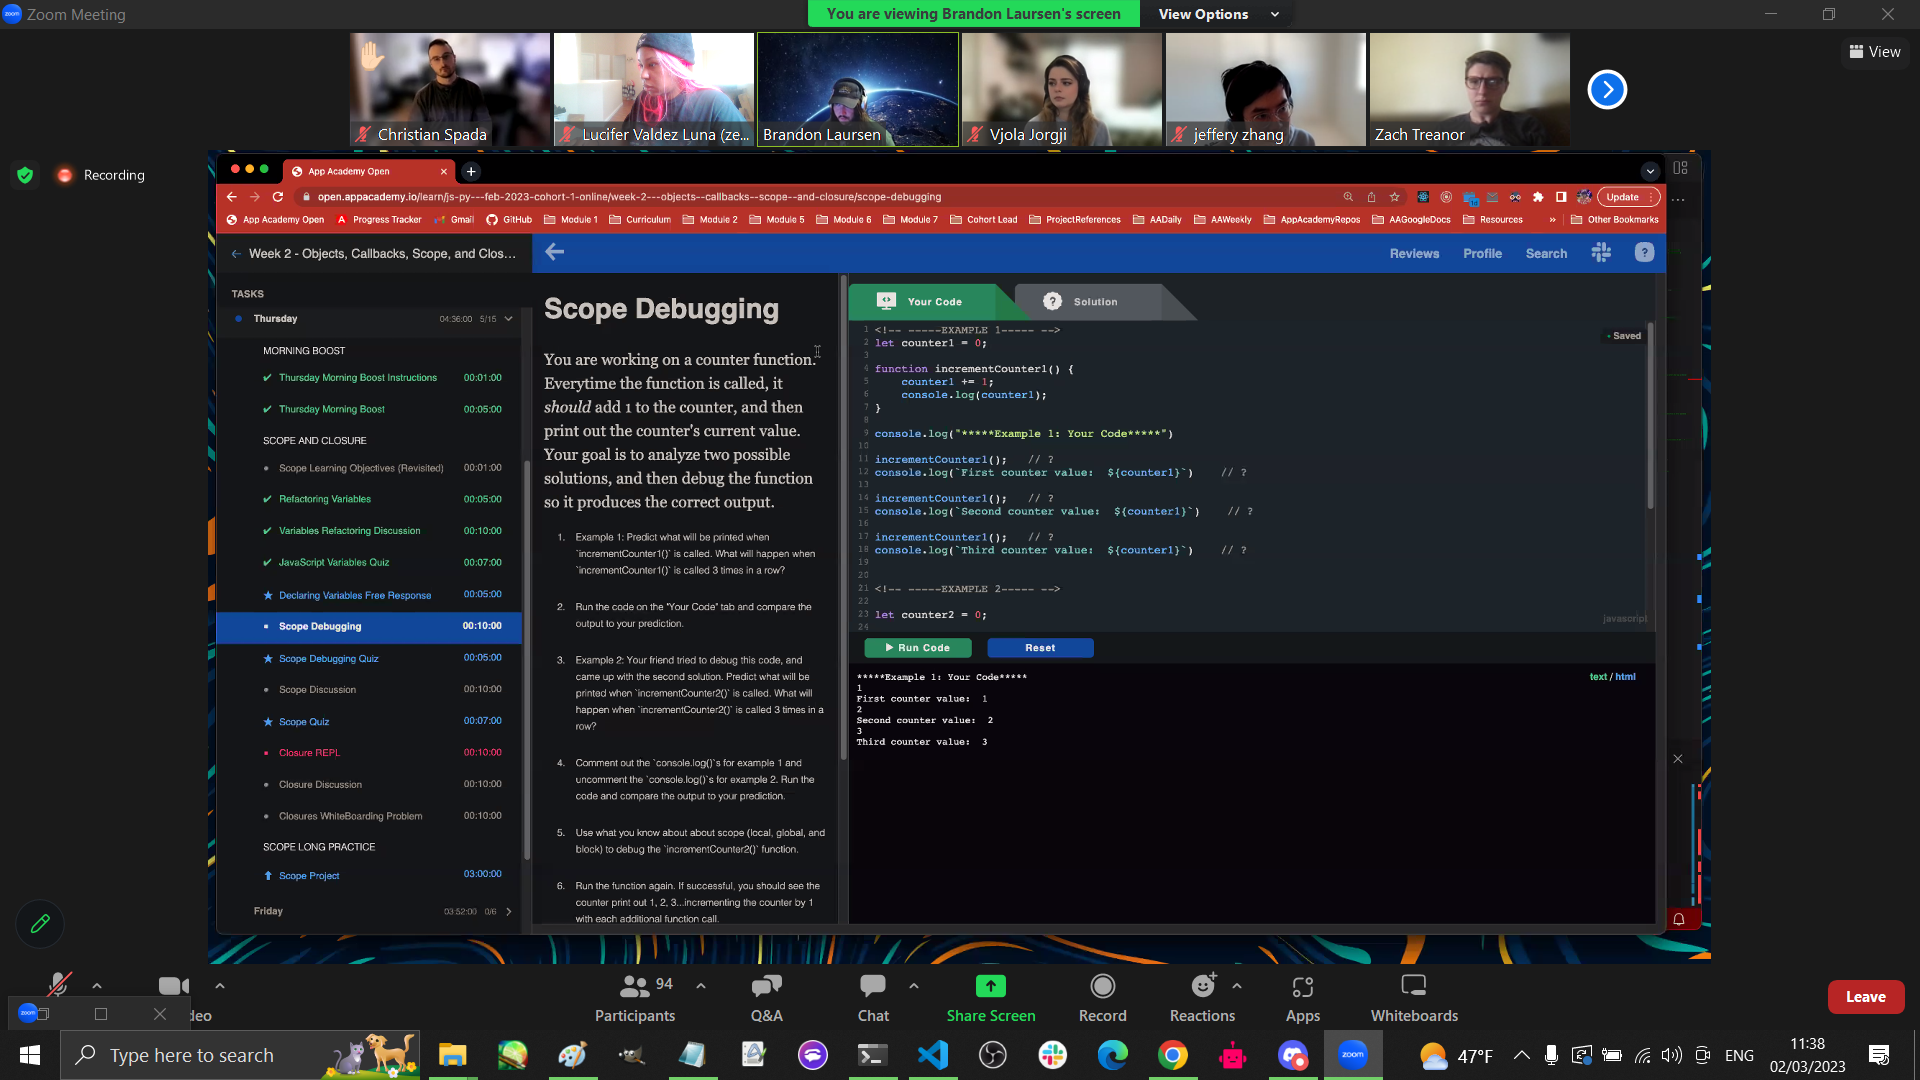 Zoom Meeting
You are viewing Brandon Laursen's screen
View Options
View
Christian Spada
Lucifer Valdez Luna (ze...
Brandon Laursen
Vjola Jorgji
jeffery zhang
Zach Treanor
Recording
App Academy Open
open.appacademy.io/learn/js-py---feb-2023-cohort-1-online/week-2---objects--callbacks--scope--and-closure/scope-debugging
Update
App Academy Open
Progress Tracker
Gmail
GitHub
Module 1
Curriculum
Module 2
Module 5
Module 6
Module 7
Cohort Lead
ProjectReferences
AADaily
AAWeekly
AppAcademyRepos
AAGoogleDocs
Resources
»
Other Bookmarks
Week 2 - Objects, Callbacks, Scope, and Clos...
Reviews
Profile
Search
TASKS
Thursday 04:36:00 5/15
MORNING BOOST
Thursday Morning Boost Instructions 00:01:00
Thursday Morning Boost 00:05:00
SCOPE AND CLOSURE
Scope Learning Objectives (Revisited) 00:01:00
Refactoring Variables 00:05:00
Variables Refactoring Discussion 00:10:00
JavaScript Variables Quiz 00:07:00
Declaring Variables Free Response 00:05:00
Scope Debugging 00:10:00
Scope Debugging Quiz 00:05:00
Scope Discussion 00:10:00
Scope Quiz 00:07:00
Closure REPL 00:10:00
Closure Discussion 00:10:00
Closures WhiteBoarding Problem 00:10:00
SCOPE LONG PRACTICE
Scope Project 03:00:00
Friday 03:52:00 0/6
Scope Debugging
You are working on a counter function.
Everytime the function is called, it
should add 1 to the counter, and then
print out the counter's current value.
Your goal is to analyze two possible
solutions, and then debug the function
so it produces the correct output.
1. Example 1: Predict what will be printed when
`incrementCounter1()` is called. What will happen when
`incrementCounter1()` is called 3 times in a row?
2. Run the code on the "Your Code" tab and compare the
output to your prediction.
3. Example 2: Your friend tried to debug this code, and
came up with the second solution. Predict what will be
printed when `incrementCounter2()` is called. What will
happen when `incrementCounter2()` is called 3 times in a
row?
4. Comment out the `console.log()`s for example 1 and
uncomment the `console.log()`s for example 2. Run the
code and compare the output to your prediction.
5. Use what you know about about scope (local, global, and
block) to debug the `incrementCounter2()` function.
6. Run the function again. If successful, you should see the
counter print out 1, 2, 3...incrementing the counter by 1
with each additional function call.
Your Code
Solution
Saved
1 <!-- -----EXAMPLE 1----- -->
2 let counter1 = 0;
3
4 function incrementCounter1() {
5 counter1 += 1;
6 console.log(counter1);
7 }
8
9 console.log("*****Example 1: Your Code*****")
10
11 incrementCounter1(); // ?
12 console.log(`First counter value: ${counter1}`) // ?
13
14 incrementCounter1(); // ?
15 console.log(`Second counter value: ${counter1}`) // ?
16
17 incrementCounter1(); // ?
18 console.log(`Third counter value: ${counter1}`) // ?
19
20
21 <!-- -----EXAMPLE 2----- -->
22
23 let counter2 = 0;
24
javascript
Run Code
Reset
text / html
*****Example 1: Your Code*****
1
First counter value: 1
2
Second counter value: 2
3
Third counter value: 3
94
deo
Participants
Q&A
Chat
Share Screen
Record
Reactions
Apps
Whiteboards
Leave
zoom
Type here to search
zoom
47°F
ENG
11:38
02/03/2023